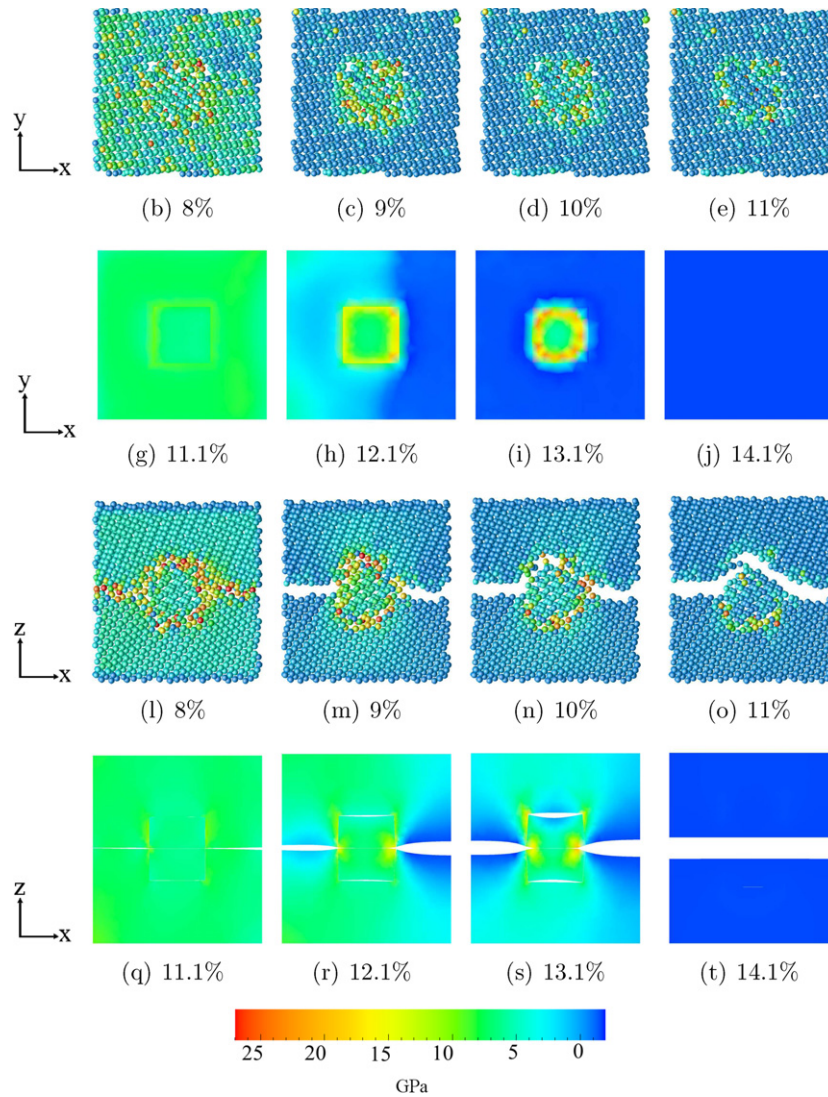 y
x
(b) 8%
(c) 9%
(d) 10%
(e) 11%
y
x
(g) 11.1%
(h) 12.1%
(i) 13.1%
(j) 14.1%
z
x
(l) 8%
(m) 9%
(n) 10%
(o) 11%
z
x
(q) 11.1%
(r) 12.1%
(s) 13.1%
(t) 14.1%
25 20 15 10 5 0
GPa